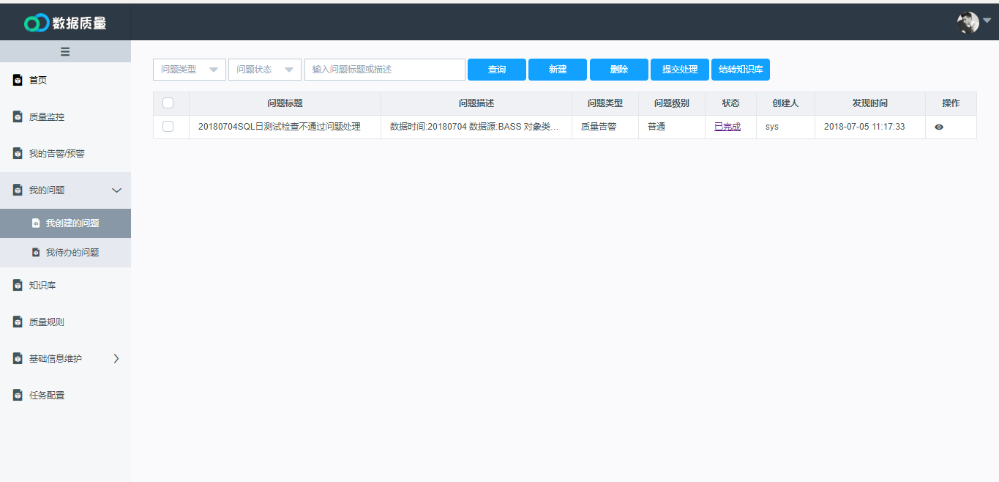 数据质量
首页
质量监控
我的告警/预警
我的问题
我创建的问题
我待办的问题
知识库
质量规则
基础信息维护
任务配置
问题类型 问题状态 输入问题标题或描述 查询 新建 删除 提交处理 结转知识库
问题标题 问题描述 问题类型 问题级别 状态 创建人 发现时间 操作
20180704SQL日测试检查不通过问题处理 数据时间:20180704 数据源:BASS 对象类... 质量告警 普通 已完成 sys 2018-07-05 11:17:33